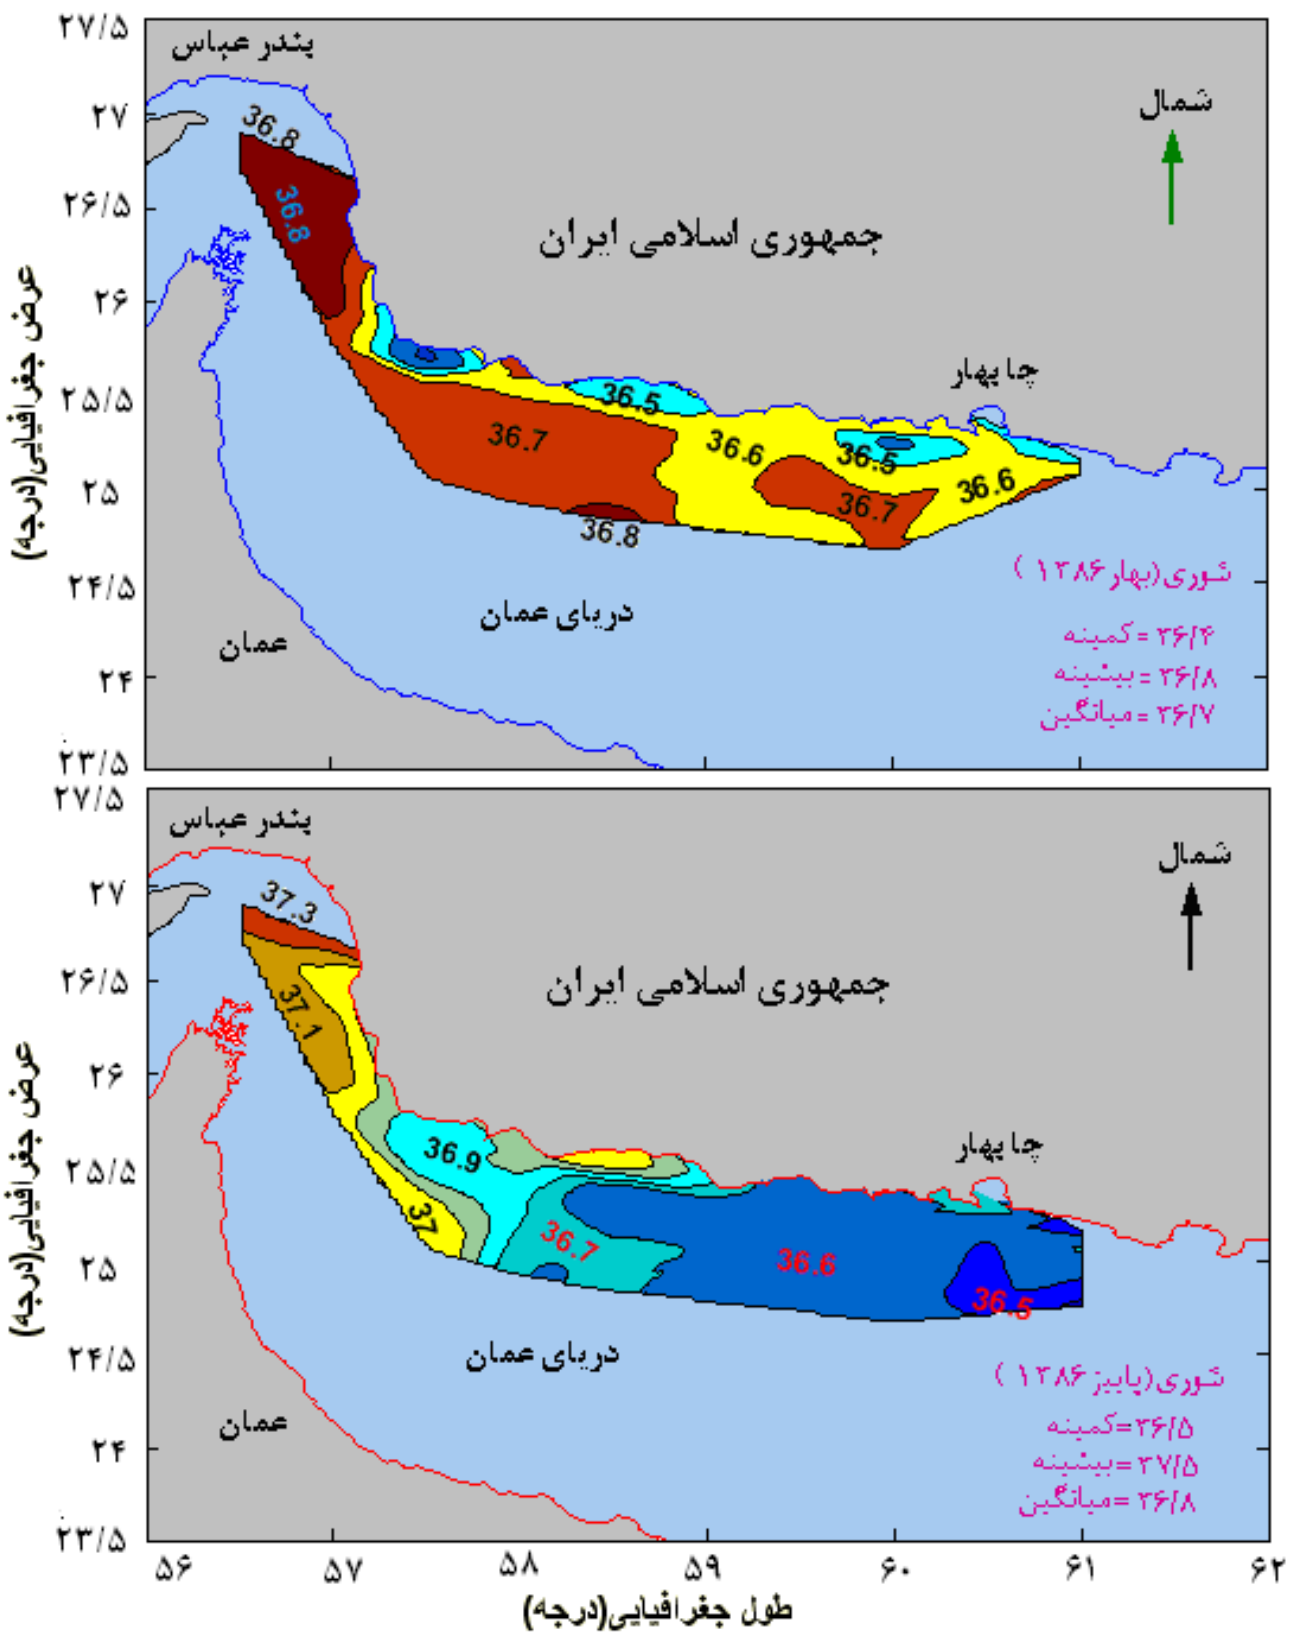 ۲۷/۵
بندر عباس
۲۷
36.8
شمال
۲۶/۵
36.8
جمهوری اسلامی ایران
۲۶
عرض جغرافیایی(درجه)
۲۵/۵
چابهار
36.5
36.7
36.6
36.5
36.6
۲۵
36.7
36.8
شوری(بهار۱۳۸۶ )
۲۴/۵
دریای عمان
عمان
۳۶/۴ = کمینه
۳۶/۸ = بیشینه
۳۶/۷ = میانگین
۲۴
۲۳/۵
۲۷/۵
بندر عباس
شمال
۲۷
37.3
۲۶/۵
جمهوری اسلامی ایران
37.1
۲۶
عرض جغرافیایی(درجه)
۲۵/۵
چابهار
36.9
37
36.7
36.6
36.5
۲۵
۲۴/۵
دریای عمان
شوری(پاییز۱۳۸۶ )
عمان
۳۶/۵=کمینه
۳۷/۵=بیشینه
۳۶/۸ =میانگین
۲۴
۲۳/۵
۵۶ ۵۷ ۵۸ ۵۹ ۶۰ ۶۱ ۶۲
طول جغرافیایی(درجه)